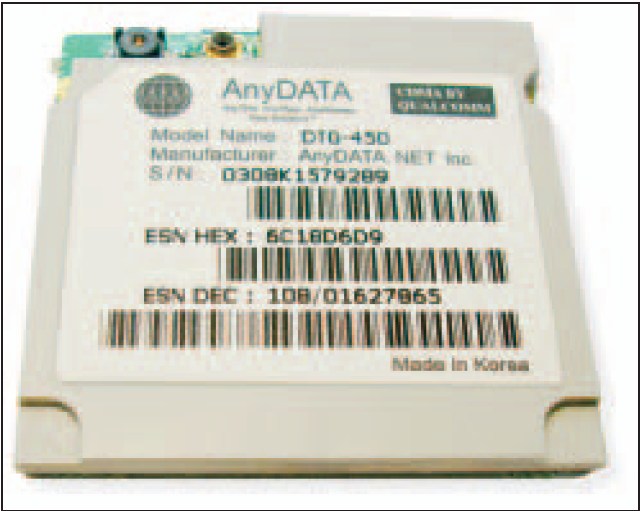 AnyDATA
CDMA BY
QUALCOMM
Model Name DTG-450
Manufacturer AnyDATA.NET Inc.
S/N 0308K1579289
ESN HEX : 6C18D6D9
ESN DEC : 108/01627865
Made in Korea